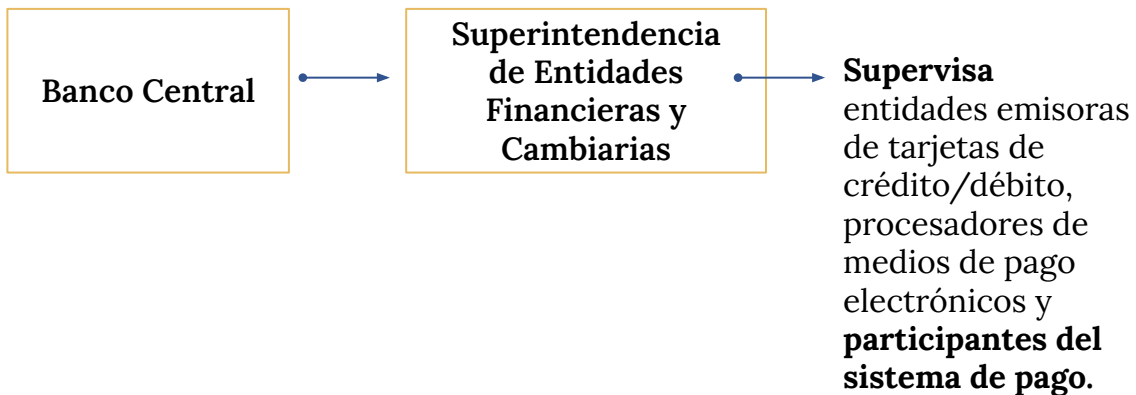 Banco Central
Superintendencia
de Entidades
Financieras y
Cambiarias
Supervisa
entidades emisoras
de tarjetas de
crédito/débito,
procesadores de
medios de pago
electrónicos y
participantes del
sistema de pago.